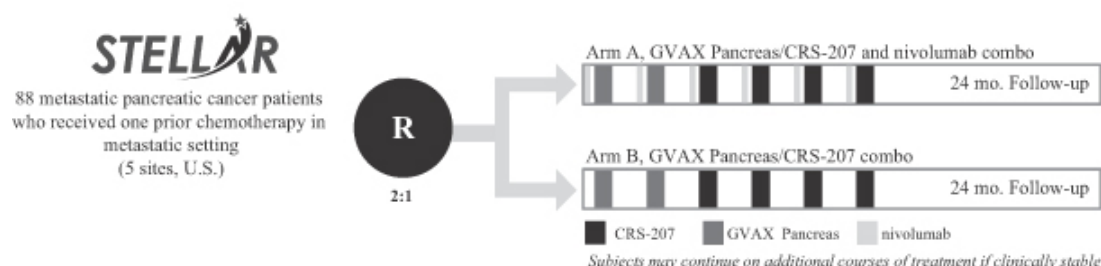 STELLAR
88 metastatic pancreatic cancer patients
who received one prior chemotherapy in
metastatic setting
(5 sites, U.S.)
R
2:1
Arm A, GVAX Pancreas/CRS-207 and nivolumab combo
24 mo. Follow-up
Arm B, GVAX Pancreas/CRS-207 combo
24 mo. Follow-up
CRS-207 GVAX Pancreas nivolumab
Subjects may continue on additional courses of treatment if clinically stable